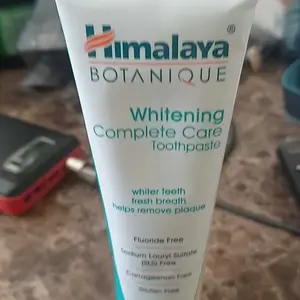 Himalaya®
BOTANIQUE
Whitening
Complete Care
Toothpaste
whiter teeth
fresh breath
helps remove plaque
Fluoride Free
Sodium Lauryl Sulfate
(SLS) Free
Carrageenan Free
Gluten Free